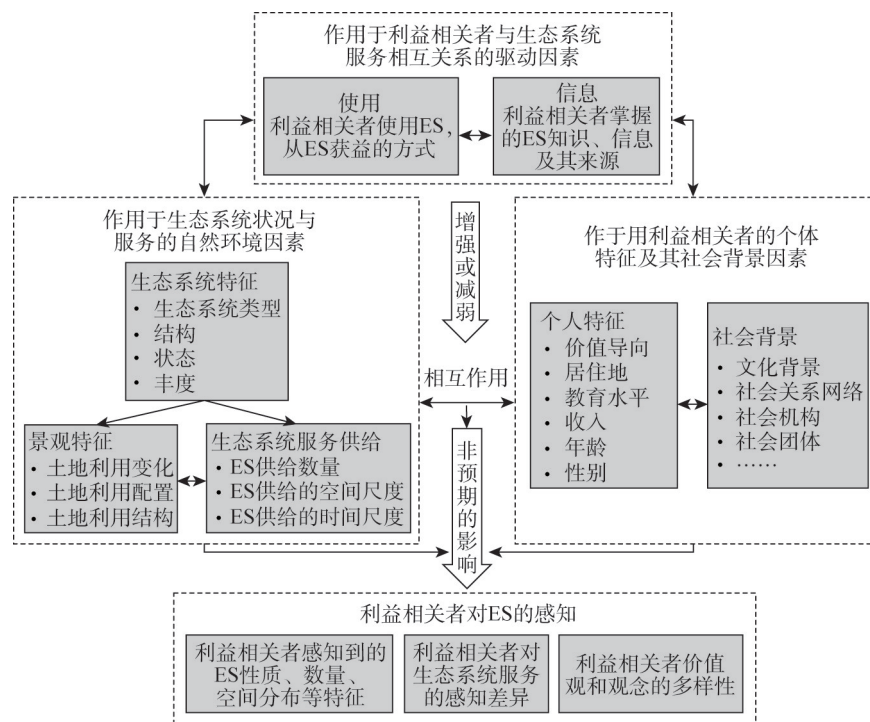 作用于利益相关者与生态系统
服务相互关系的驱动因素
使用
利益相关者使用ES,
从ES获益的方式
信息
利益相关者掌握
的ES知识、信息
及其来源
作用于生态系统状况与
服务的自然环境因素
生态系统特征
· 生态系统类型
· 结构
· 状态
· 丰度
景观特征
· 土地利用变化
· 土地利用配置
· 土地利用结构
生态系统服务供给
· ES供给数量
· ES供给的空间尺度
· ES供给的时间尺度
增强或减弱
相互作用
非预期的影响
作于用利益相关者的个体
特征及其社会背景因素
个人特征
· 价值导向
· 居住地
· 教育水平
· 收入
· 年龄
· 性别
社会背景
· 文化背景
· 社会关系网络
· 社会机构
· 社会团体
· ……
利益相关者对ES的感知
利益相关者感知到的
ES性质、数量、
空间分布等特征
利益相关者对
生态系统服务
的感知差异
利益相关者价值
观和观念的多样性